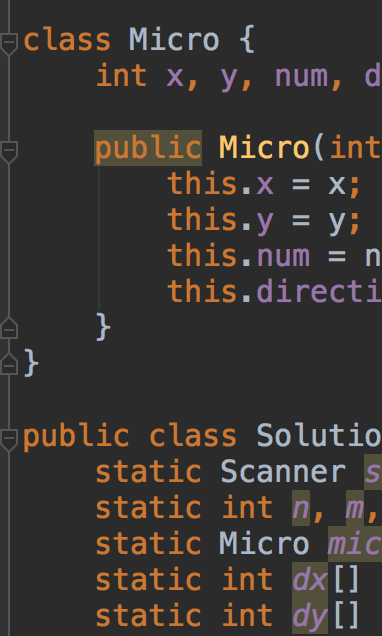 class Micro {
int x, y, num, d
public Micro(int
this.x = x;
this.y = y;
this.num = n
this.directi
}
}
public class Solutio
static Scanner s
static int n, m,
static Micro mic
static int dx[]
static int dy[]